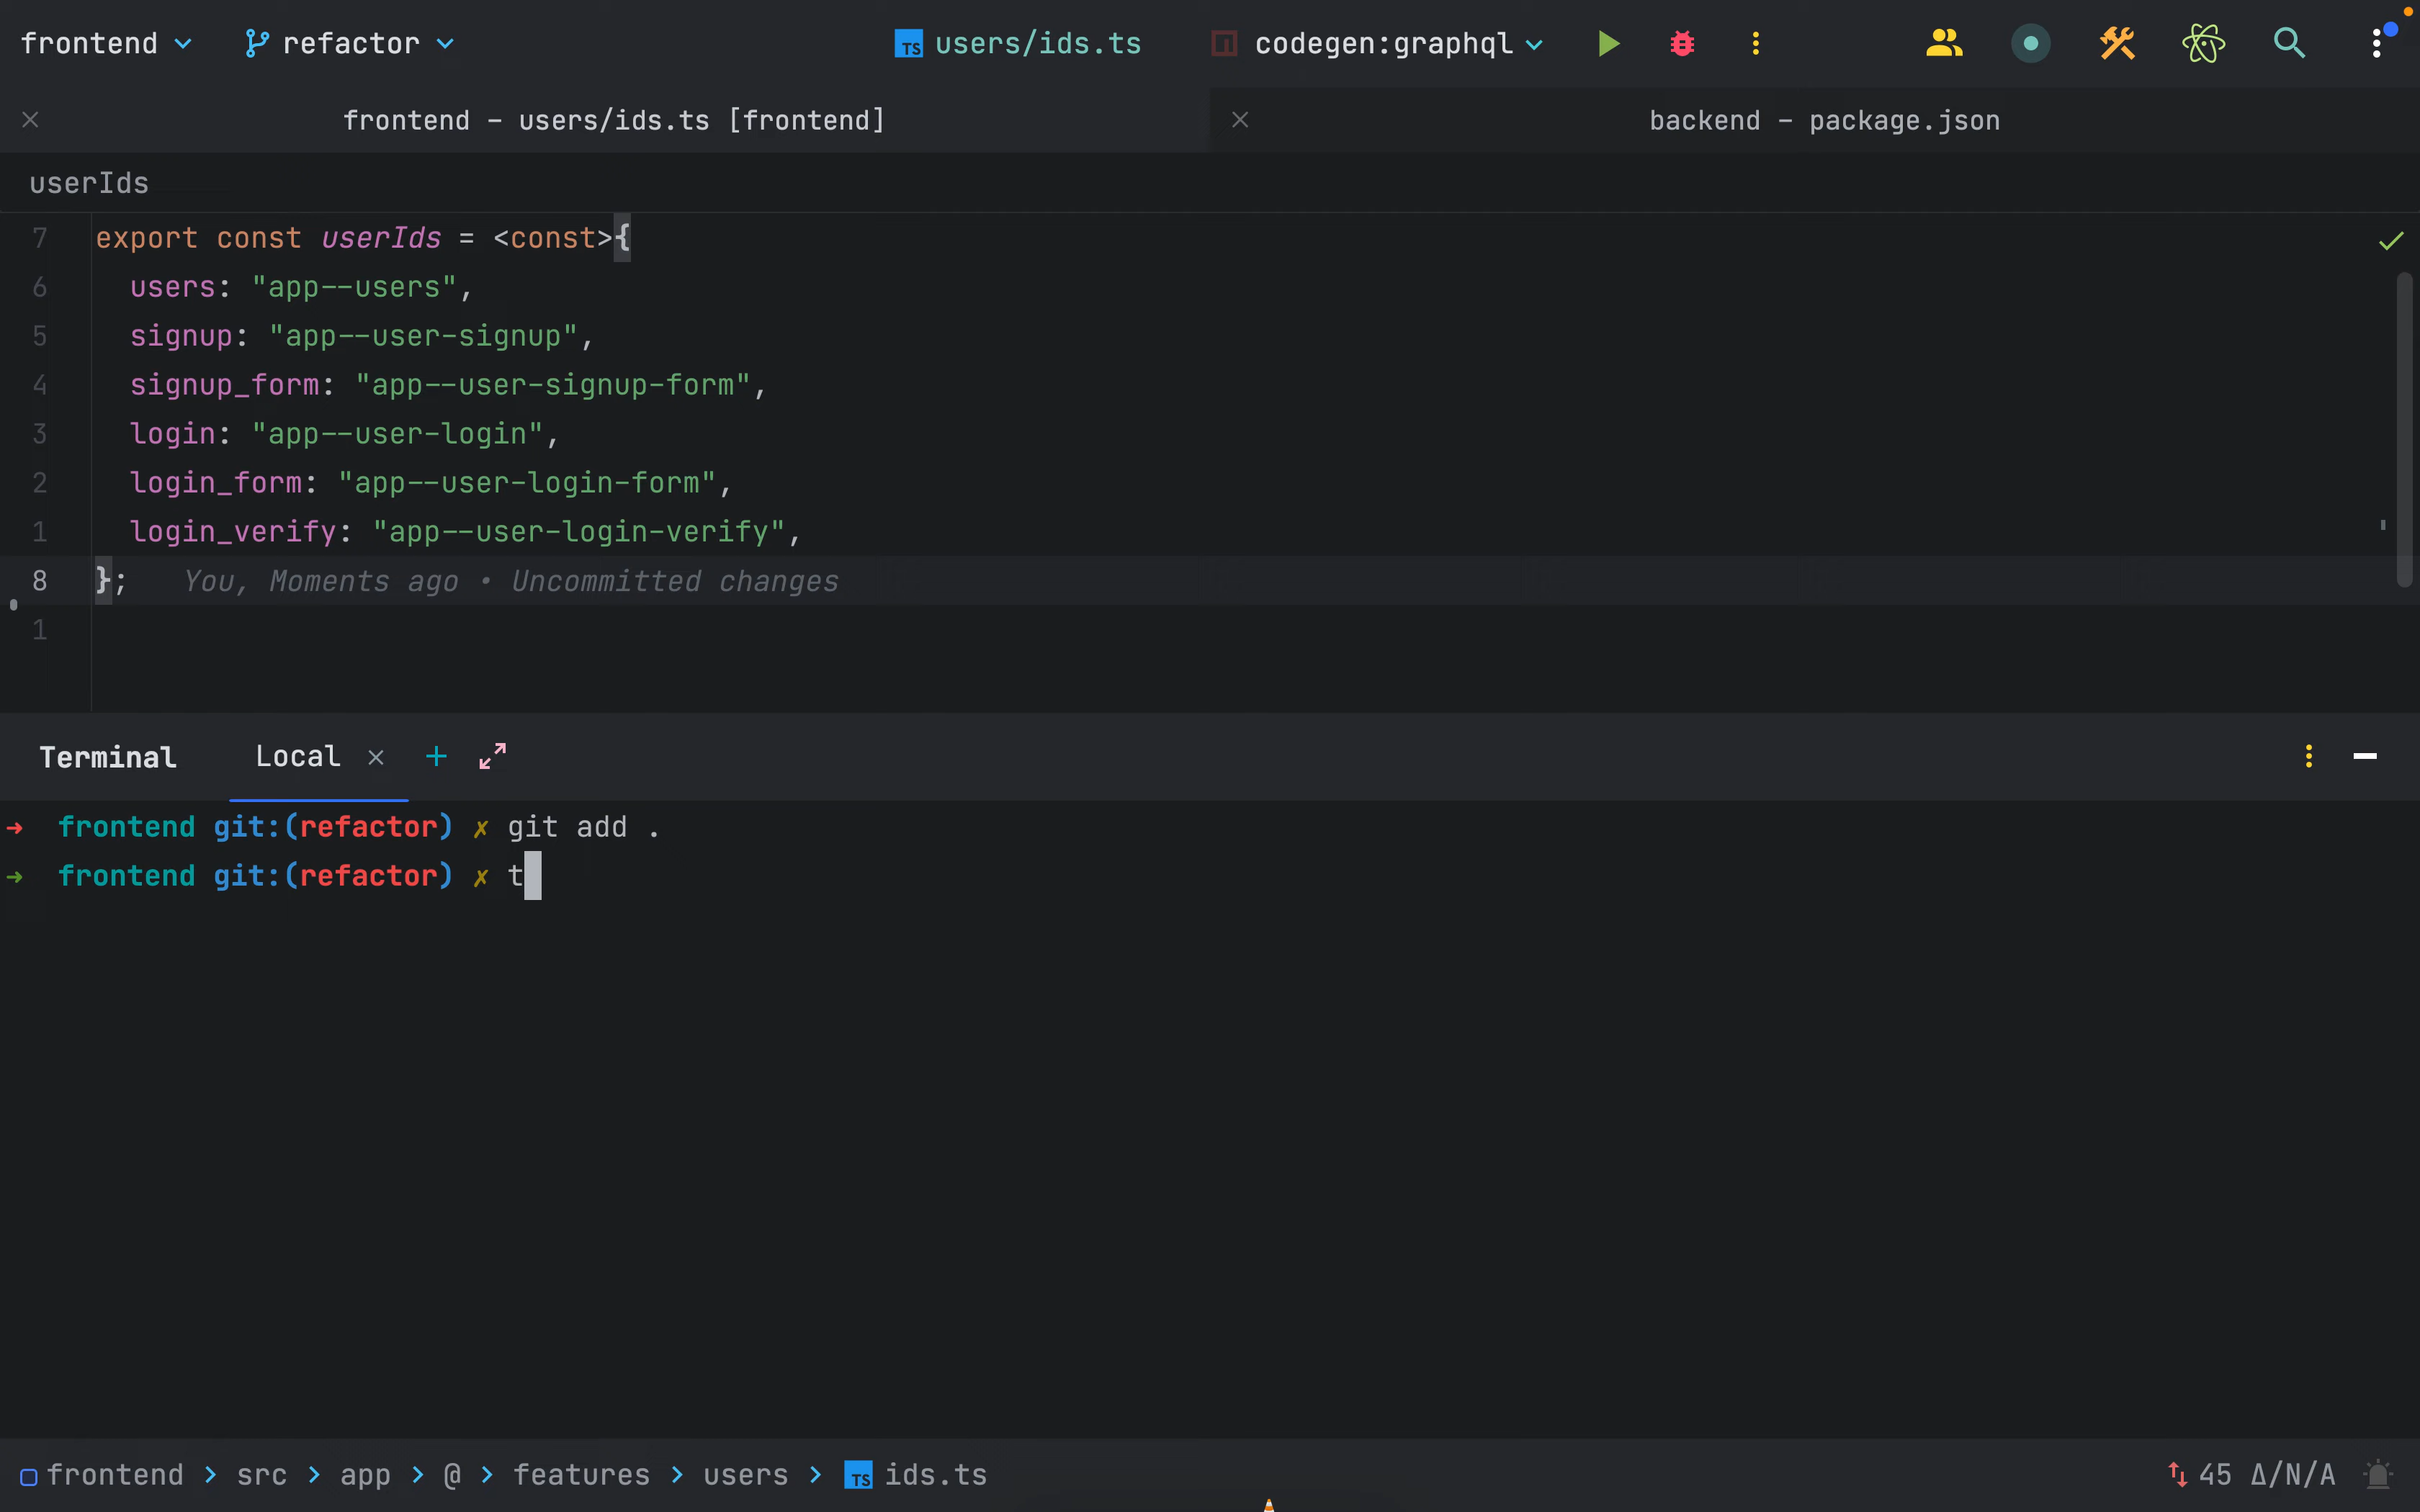 frontend refactor TS users/ids.ts codegen:graphql
frontend – users/ids.ts [frontend] backend – package.json
userIds
7 export const userIds = <const>{
6 users: "app--users",
5 signup: "app--user-signup",
4 signup_form: "app--user-signup-form",
3 login: "app--user-login",
2 login_form: "app--user-login-form",
1 login_verify: "app--user-login-verify",
8 }; You, Moments ago • Uncommitted changes
1
Terminal Local
→ frontend git:(refactor) ✗ git add .
→ frontend git:(refactor) ✗ t
frontend > src > app > @ > features > users > TS ids.ts 45 Δ/N/A